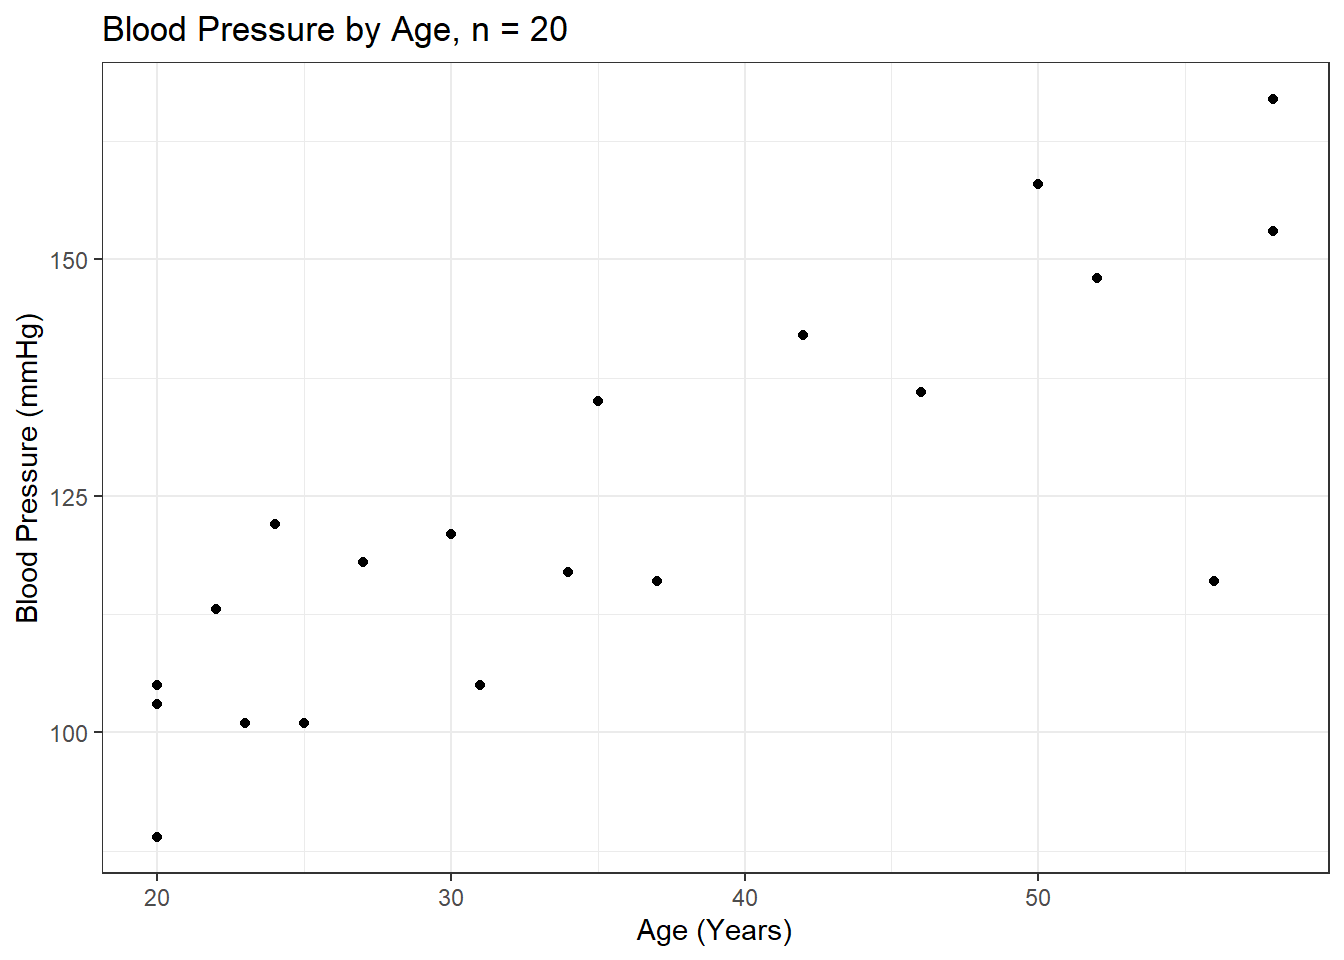 Blood Pressure by Age, n = 20
Blood Pressure (mmHg)
150
125
100
20 30 40 50
Age (Years)